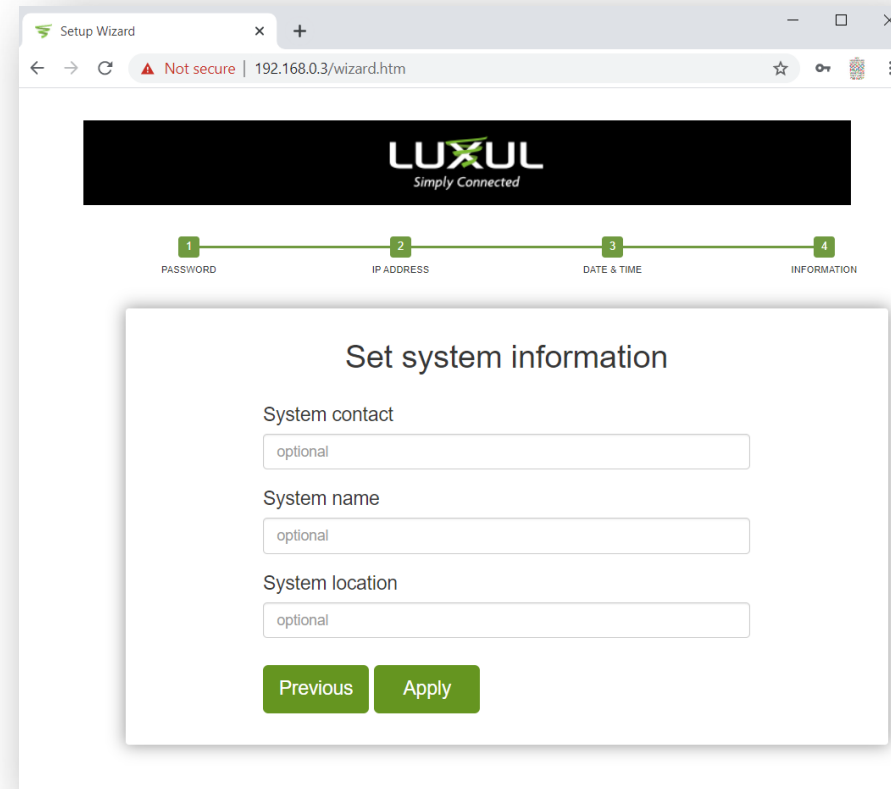 Setup Wizard
Not secure | 192.168.0.3/wizard.htm
LUXUL
Simply Connected
1 2 3 4
PASSWORD IP ADDRESS DATE & TIME INFORMATION
Set system information
System contact
optional
System name
optional
System location
optional
Previous Apply